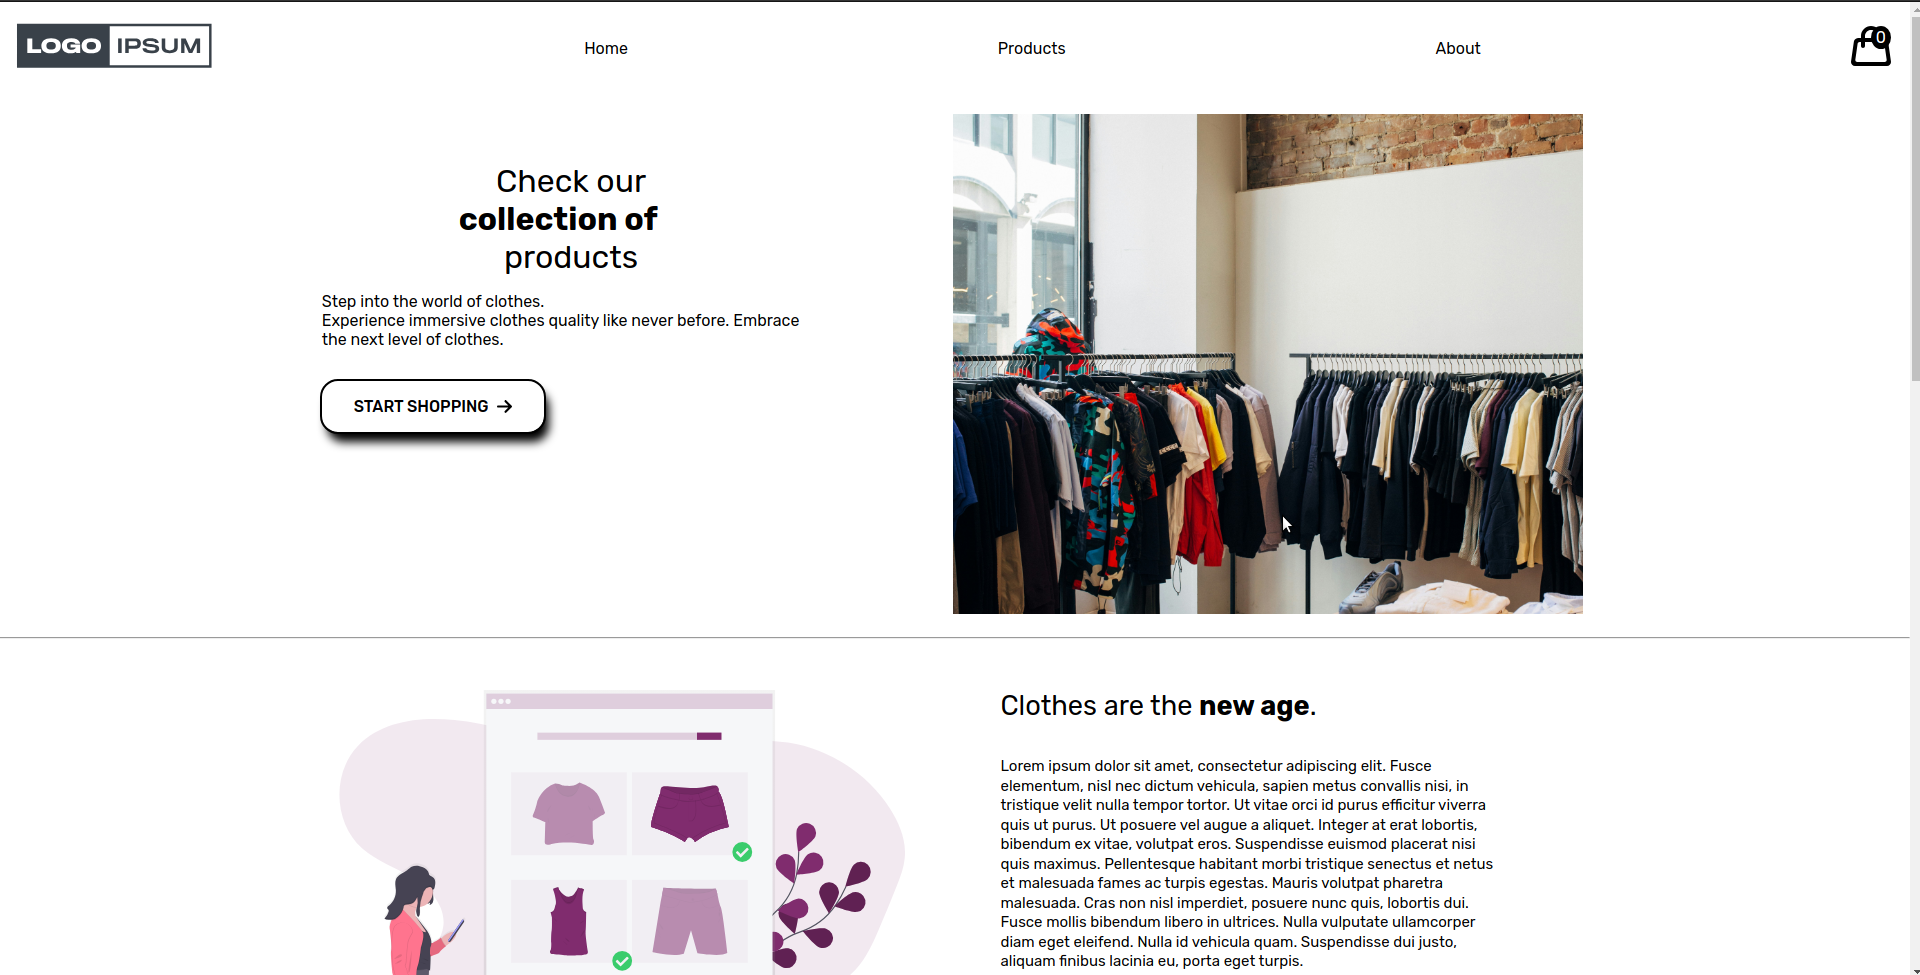 LOGO IPSUM
Home
Products
About
0
Check our
collection of
products
Step into the world of clothes.
Experience immersive clothes quality like never before. Embrace
the next level of clothes.
START SHOPPING
Clothes are the new age.
Lorem ipsum dolor sit amet, consectetur adipiscing elit. Fusce
elementum, nisl nec dictum vehicula, sapien metus convallis nisi, in
tristique velit nulla tempor tortor. Ut vitae orci id purus efficitur viverra
quis ut purus. Ut posuere vel augue a aliquet. Integer at erat lobortis,
bibendum ex vitae, volutpat eros. Suspendisse euismod placerat nisi
quis maximus. Pellentesque habitant morbi tristique senectus et netus
et malesuada fames ac turpis egestas. Mauris volutpat pharetra
malesuada. Cras non nisl imperdiet, posuere nunc quis, lobortis dui.
Fusce mollis bibendum libero in ultrices. Nulla vulputate ullamcorper
diam eget eleifend. Nulla id vehicula quam. Suspendisse dui justo,
aliquam finibus lacinia eu, porta eget turpis.